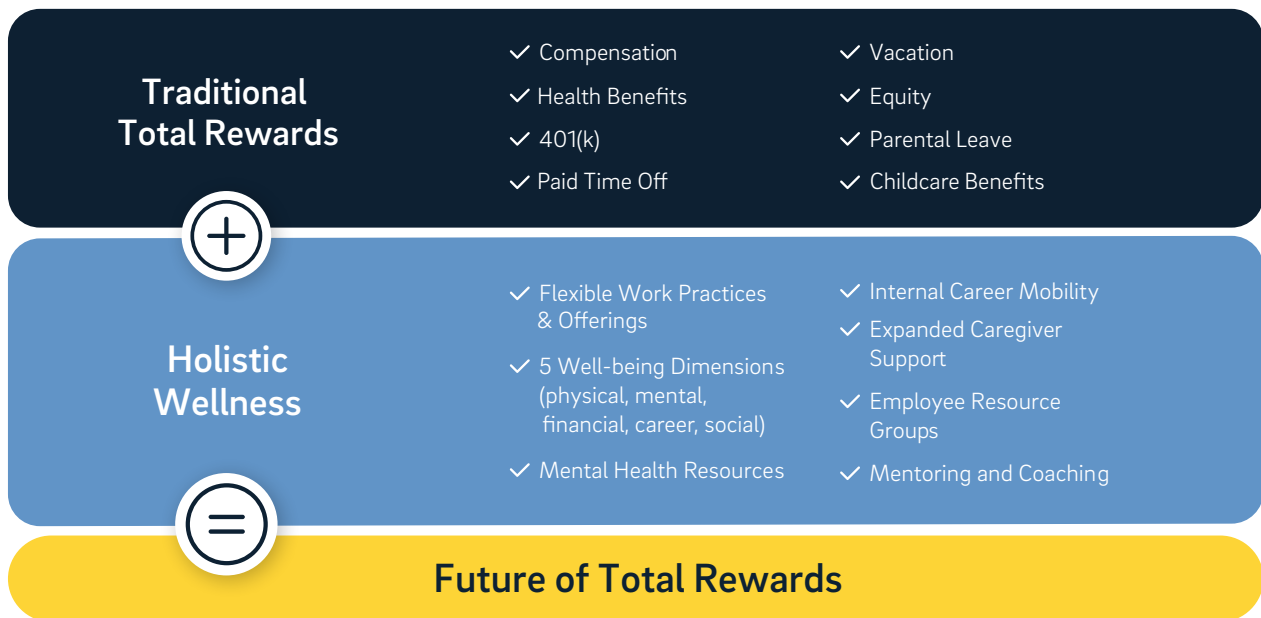 Traditional
Total Rewards
Compensation
Health Benefits
401(k)
Paid Time Off
Vacation
Equity
Parental Leave
Childcare Benefits
Holistic
Wellness
Flexible Work Practices
& Offerings
5 Well-being Dimensions
(physical, mental,
financial, career, social)
Mental Health Resources
Internal Career Mobility
Expanded Caregiver
Support
Employee Resource
Groups
Mentoring and Coaching
Future of Total Rewards